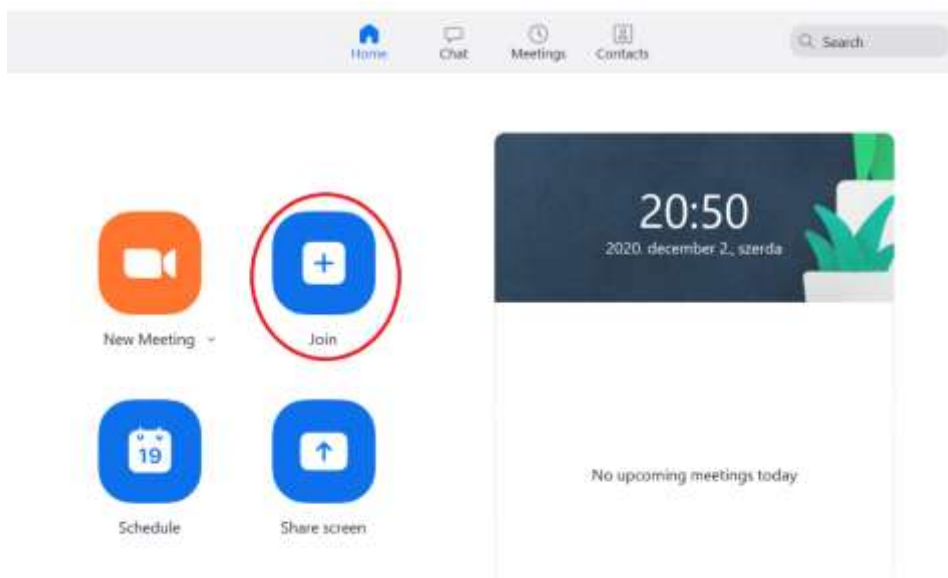 Home
Chat
Meetings
Contacts
Search
20:50
2020. december 2., szerda
New Meeting
Join
19
Schedule
Share screen
No upcoming meetings today